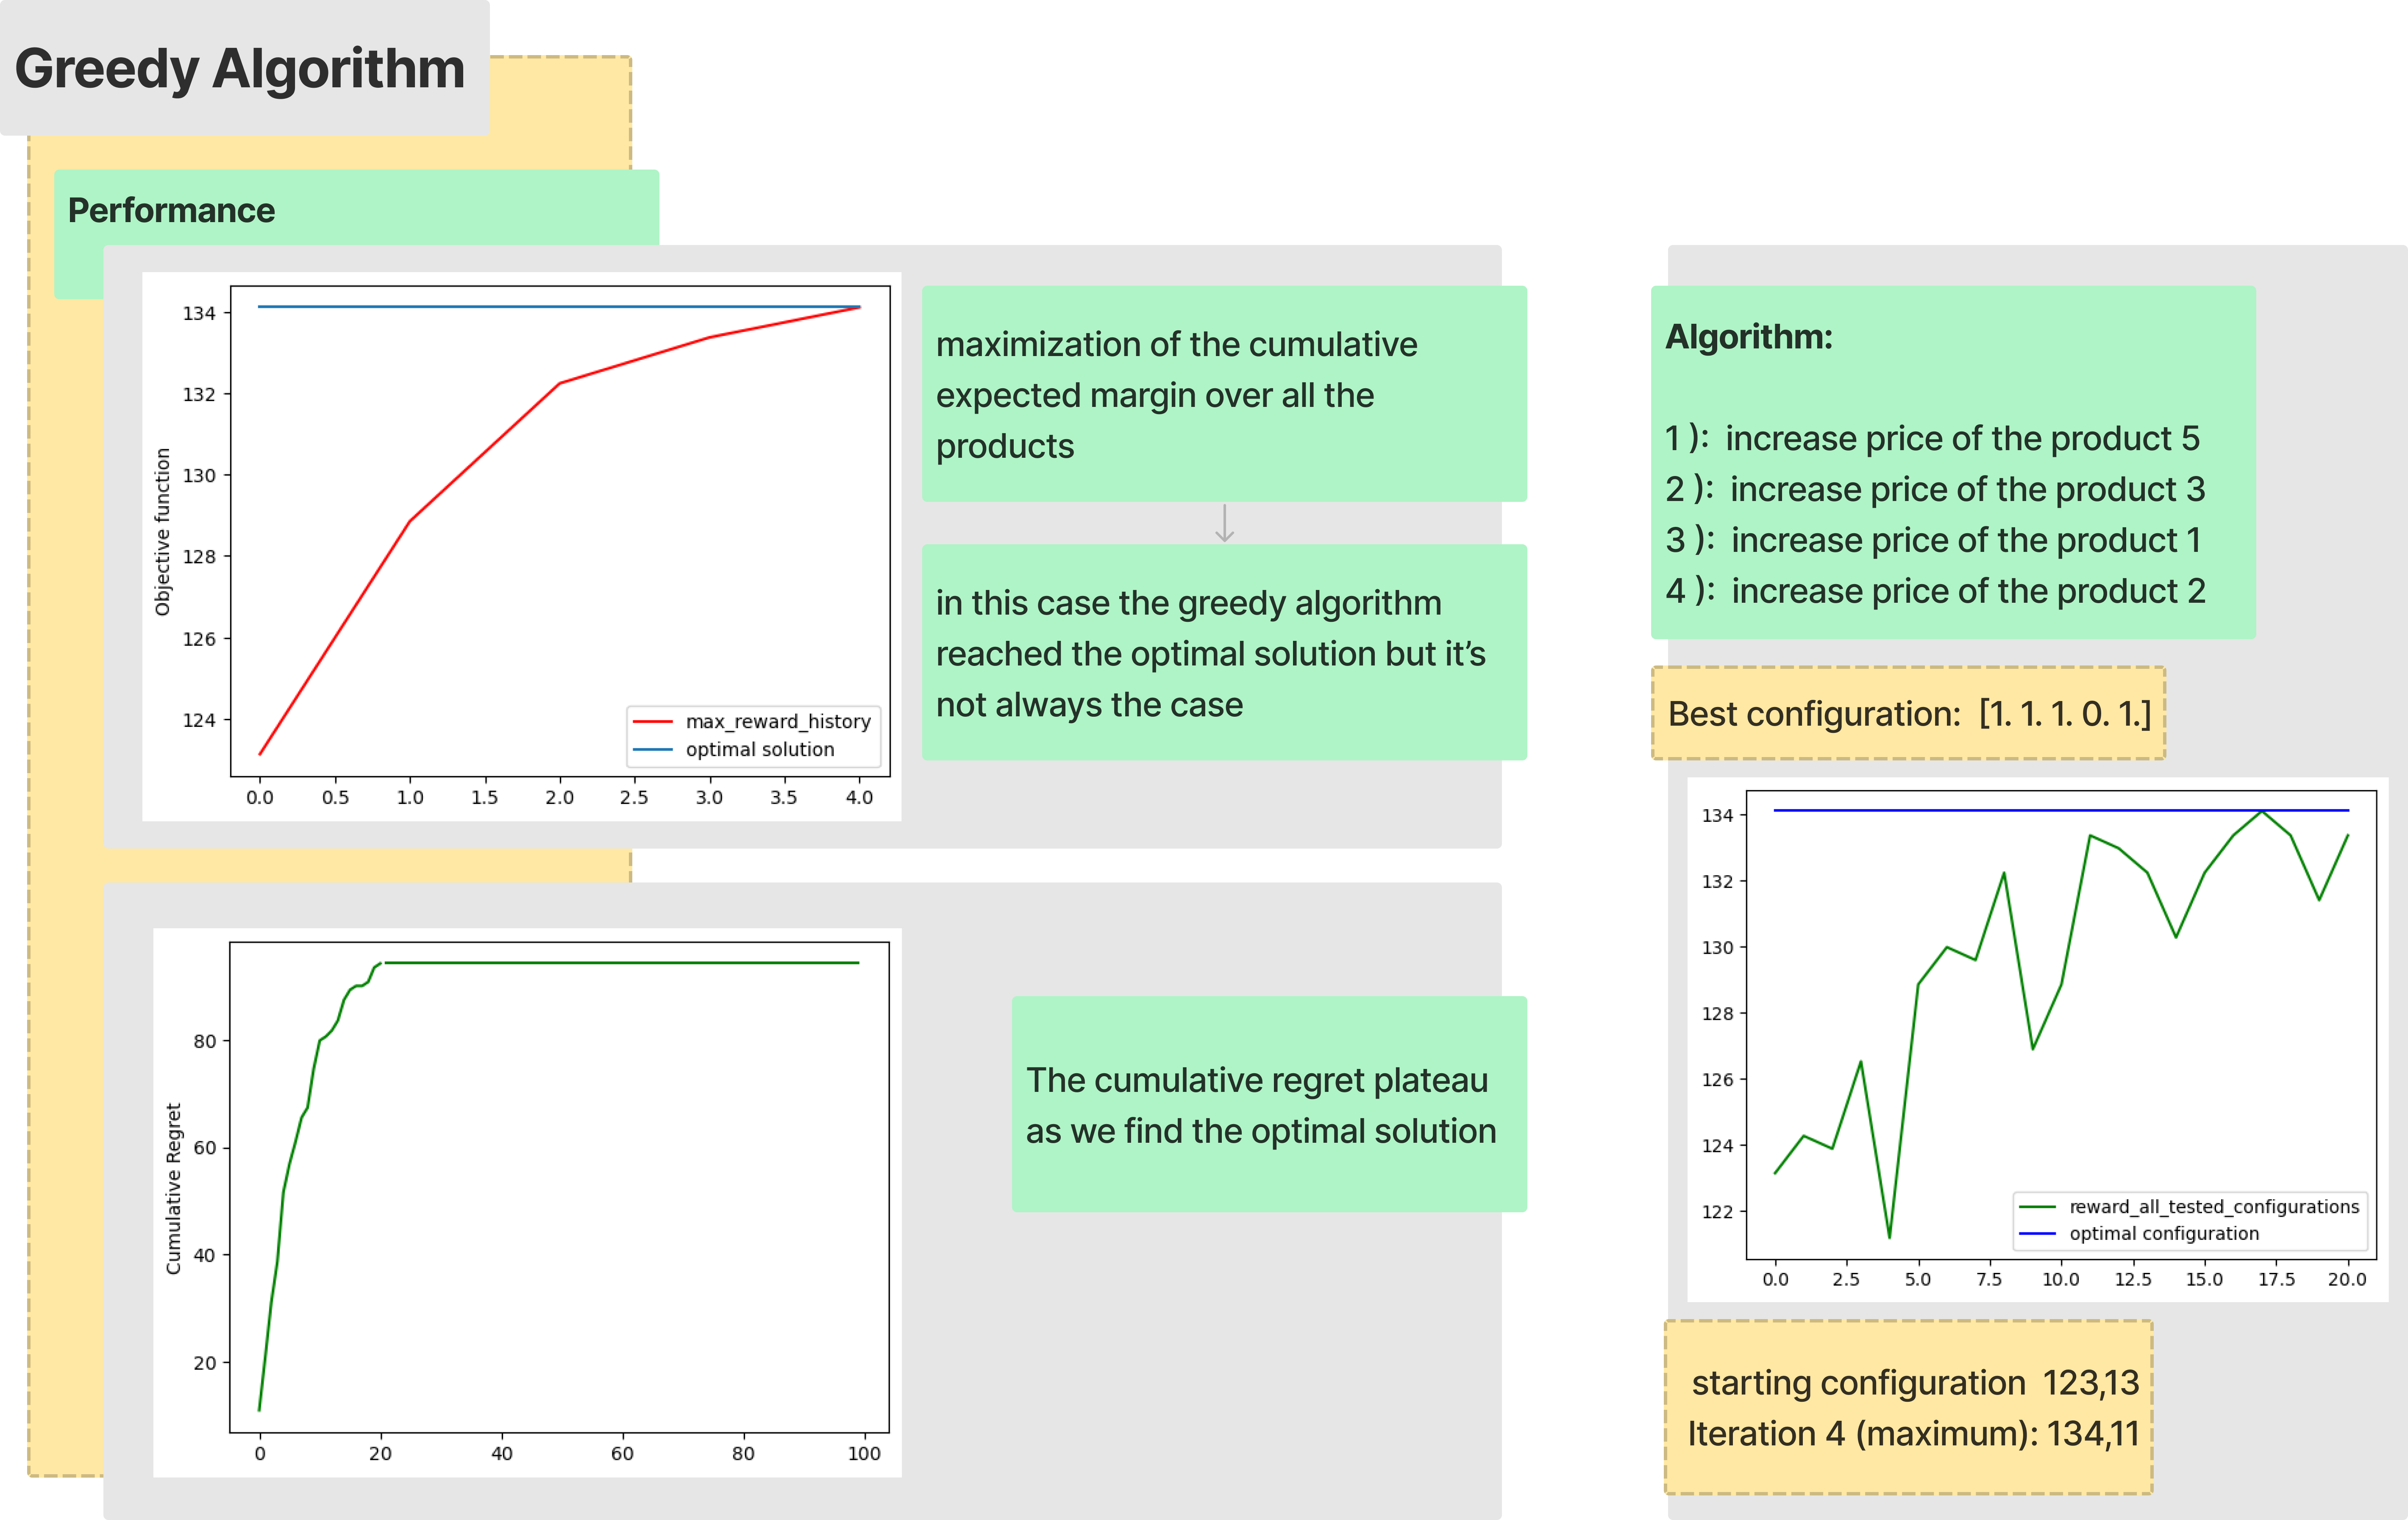 Greedy Algorithm
Performance
134
132
130
128
126
124
Objective function
max_reward_history
optimal solution
0.0 0.5 1.0 1.5 2.0 2.5 3.0 3.5 4.0
maximization of the cumulative
expected margin over all the
products
in this case the greedy algorithm
reached the optimal solution but it’s
not always the case
80
60
40
20
Cumulative Regret
0 20 40 60 80 100
The cumulative regret plateau
as we find the optimal solution
Algorithm:
1 ): increase price of the product 5
2 ): increase price of the product 3
3 ): increase price of the product 1
4 ): increase price of the product 2
Best configuration: [1. 1. 1. 0. 1.]
134
132
130
128
126
124
122
reward_all_tested_configurations
optimal configuration
0.0 2.5 5.0 7.5 10.0 12.5 15.0 17.5 20.0
starting configuration 123,13
Iteration 4 (maximum): 134,11